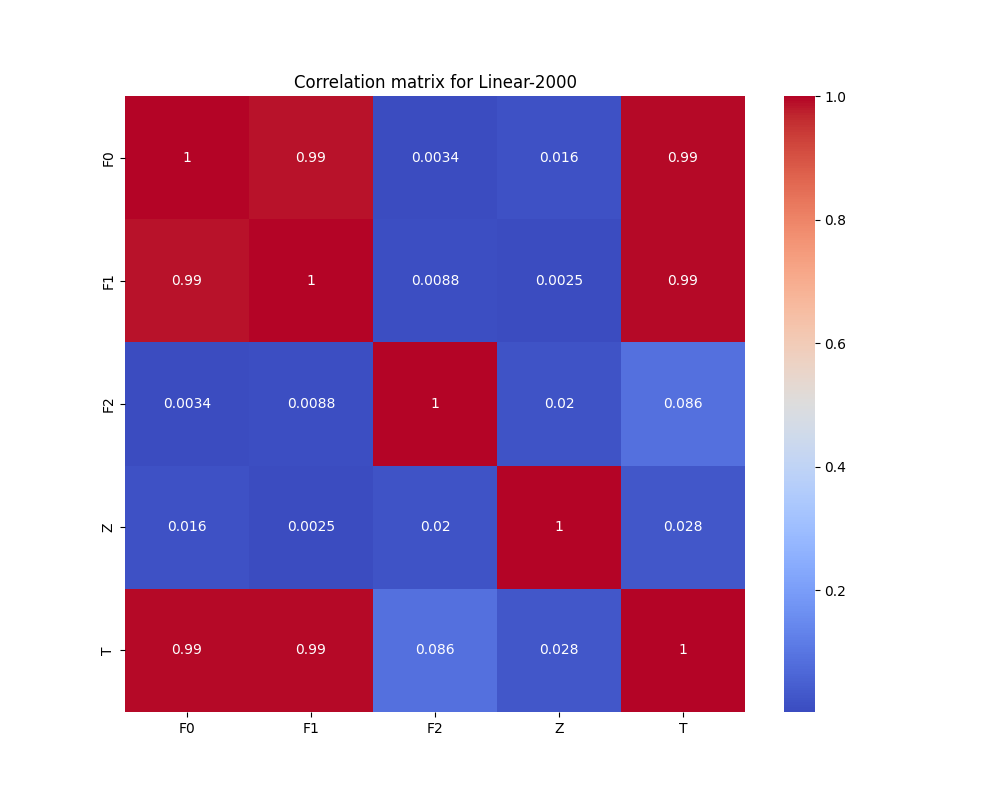 Correlation matrix for Linear-2000
F0 1 0.99 0.0034 0.016 0.99
F1 0.99 1 0.0088 0.0025 0.99
F2 0.0034 0.0088 1 0.02 0.086
Z 0.016 0.0025 0.02 1 0.028
T 0.99 0.99 0.086 0.028 1
F0 F1 F2 Z T
1.0
0.8
0.6
0.4
0.2